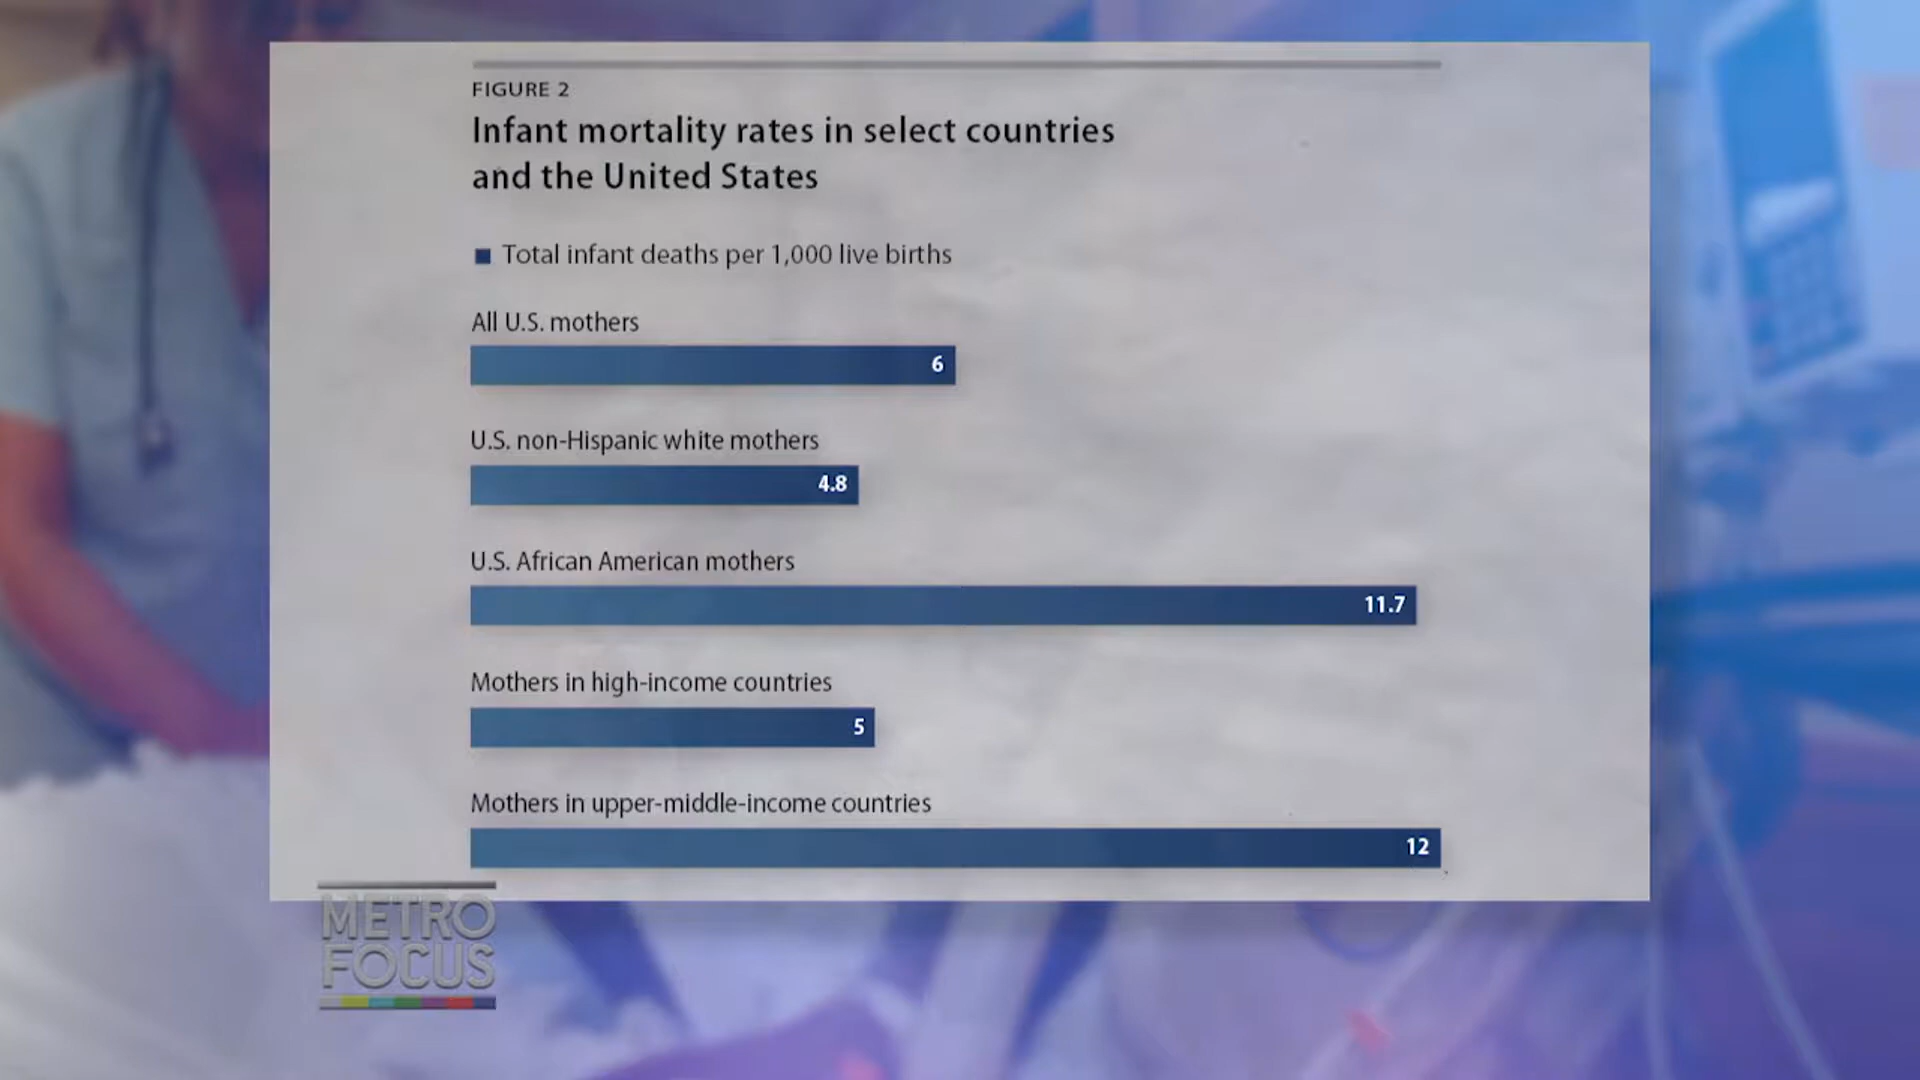 FIGURE 2
Infant mortality rates in select countries
and the United States
Total infant deaths per 1,000 live births
All U.S. mothers
6
U.S. non-Hispanic white mothers
4.8
U.S. African American mothers
11.7
Mothers in high-income countries
5
Mothers in upper-middle-income countries
12
METRO
FOCUS